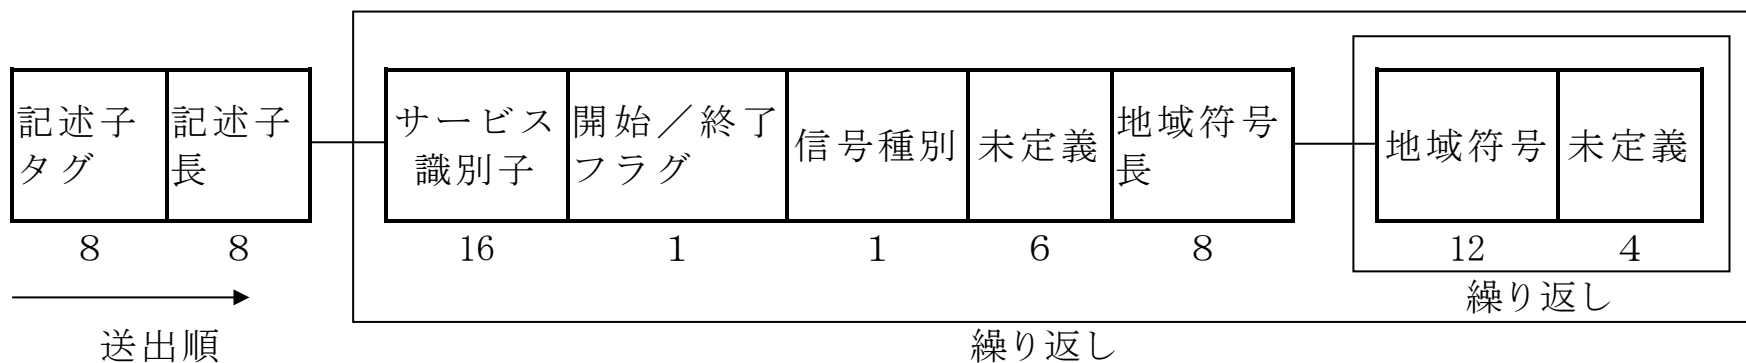 記述子
タグ
記述子
長
サービス
識別子
開始／終了
フラグ
信号種別
未定義
地域符号
長
地域符号
未定義
8
8
16
1
1
6
8
12
4
繰り返し
送出順
繰り返し